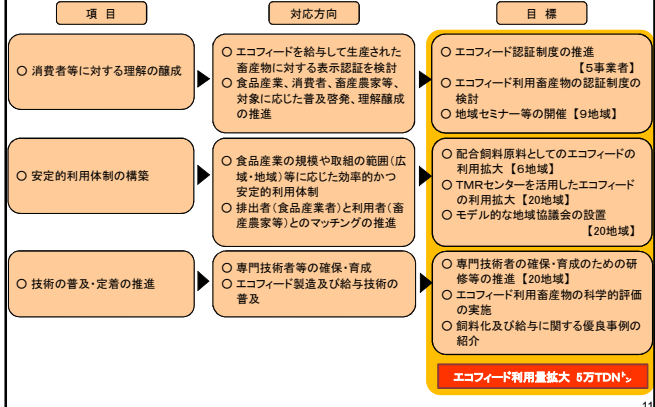 項 目
対応方向
目 標
○ 消費者等に対する理解の醸成
○ エコフィードを給与して生産された
畜産物に対する表示認証を検討
○ 食品産業、消費者、畜産農家等、
対象に応じた普及啓発、理解醸成
の推進
○ エコフィード認証制度の推進
【5事業者】
○ エコフィード利用畜産物の認証制度の
検討
○ 地域セミナー等の開催 【9地域】
○ 安定的利用体制の構築
○ 食品産業の規模や取組の範囲(広
域・地域)等に応じた効率的かつ
安定的利用体制
○ 排出者(食品産業者)と利用者(畜
産農家等)とのマッチングの推進
○ 配合飼料原料としてのエコフィードの
利用拡大 【6地域】
○ TMRセンターを活用したエコフィード
の利用拡大 【20地域】
○ モデル的な地域協議会の設置
【20地域】
○ 技術の普及・定着の推進
○ 専門技術者等の確保・育成
○ エコフィード製造及び給与技術の
普及
○ 専門技術者の確保・育成のための研
修等の推進 【20地域】
○ エコフィード利用畜産物の科学的評価
の実施
○ 飼料化及び給与に関する優良事例の
紹介
エコフィード利用量拡大 5万TDNトン
11